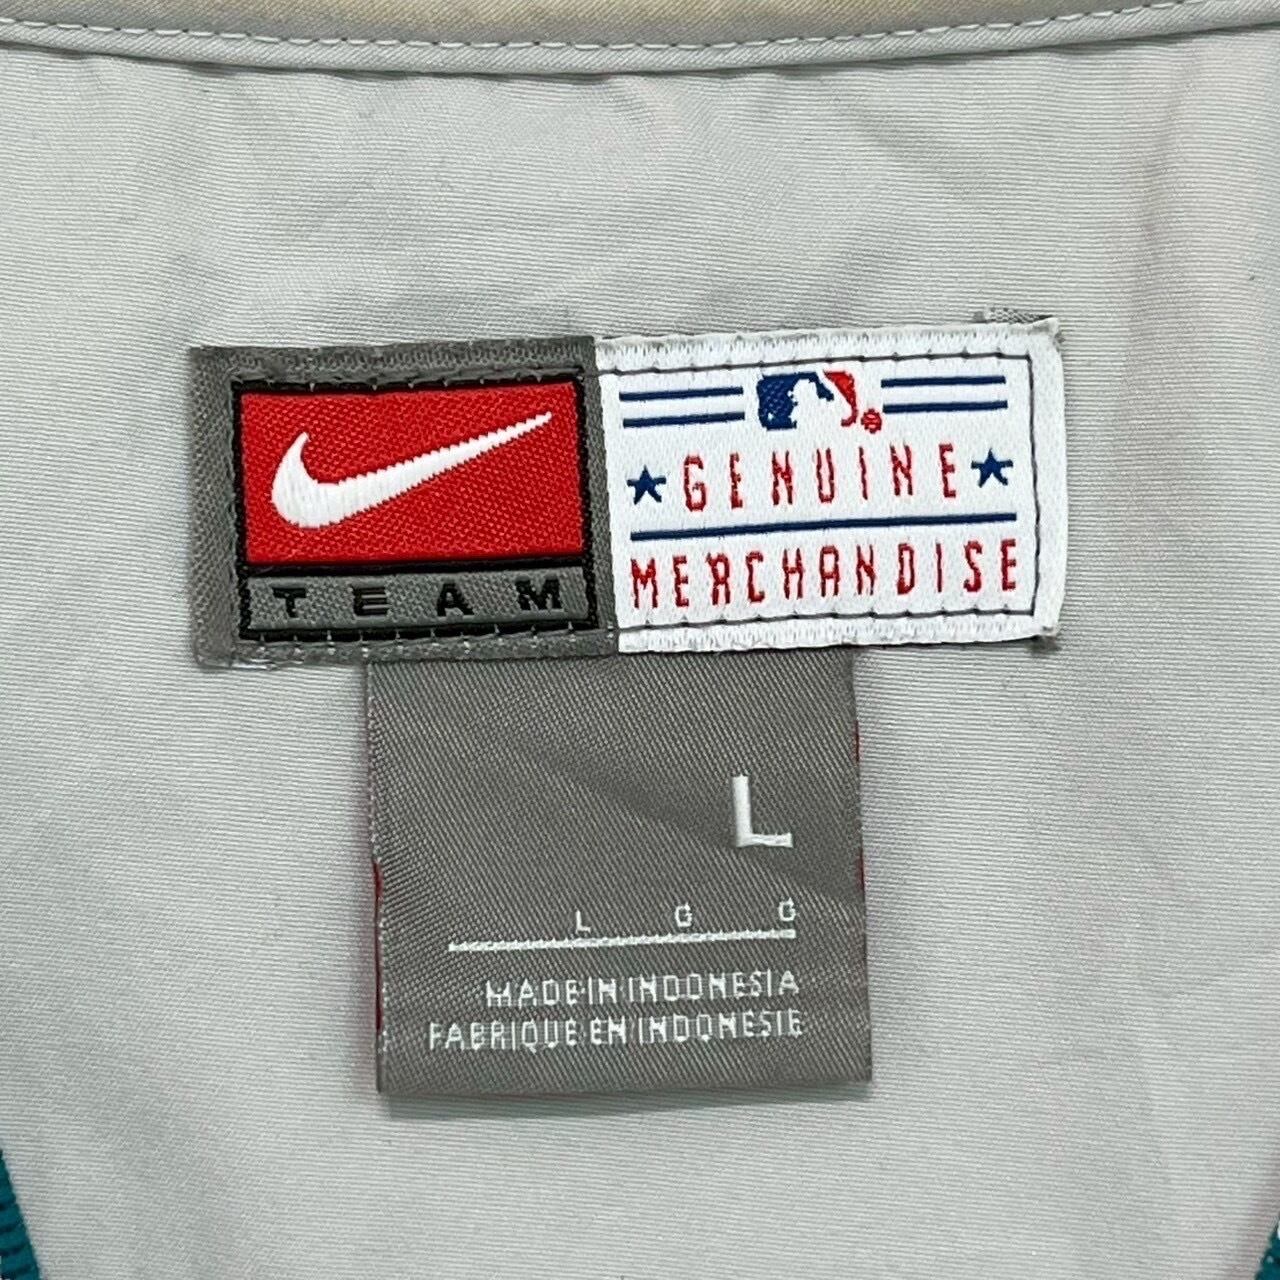 TEAM
GENUINE
MERCHANDISE
L
L G G
MADE IN INDONESIA
FABRIQUE EN INDONESIE